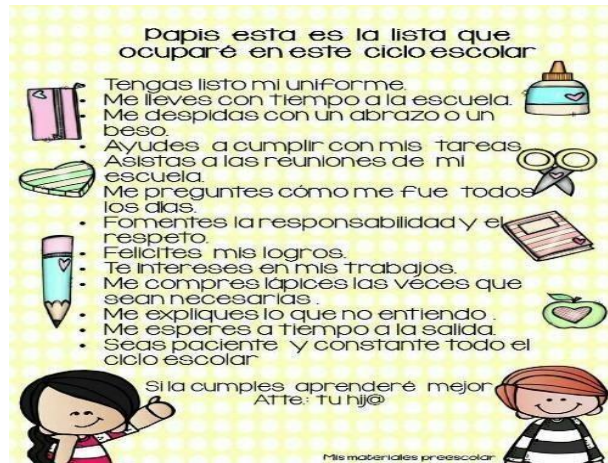 Papis esta es la lista que
ocuparé en este ciclo escolar
• Tengas listo mi uniforme.
• Me lleves con tiempo a la escuela.
• Me despidas con un abrazo o un
beso.
• Ayudes a cumplir con mis tareas
• Asistas a las reuniones de mi
escuela.
• Me preguntes cómo me fue todos
los días.
• Fomentes la responsabilidad y el
respeto.
• Felicites mis logros.
• Te intereses en mis trabajos.
• Me compres lápices las veces que
sean necesarias .
• Me expliques lo que no entiendo .
• Me esperes a tiempo a la salida.
• Seas paciente y constante todo el
ciclo escolar
Si la cumples aprenderé mejor
Atte.: tu hij@
Mis materiales preescolar